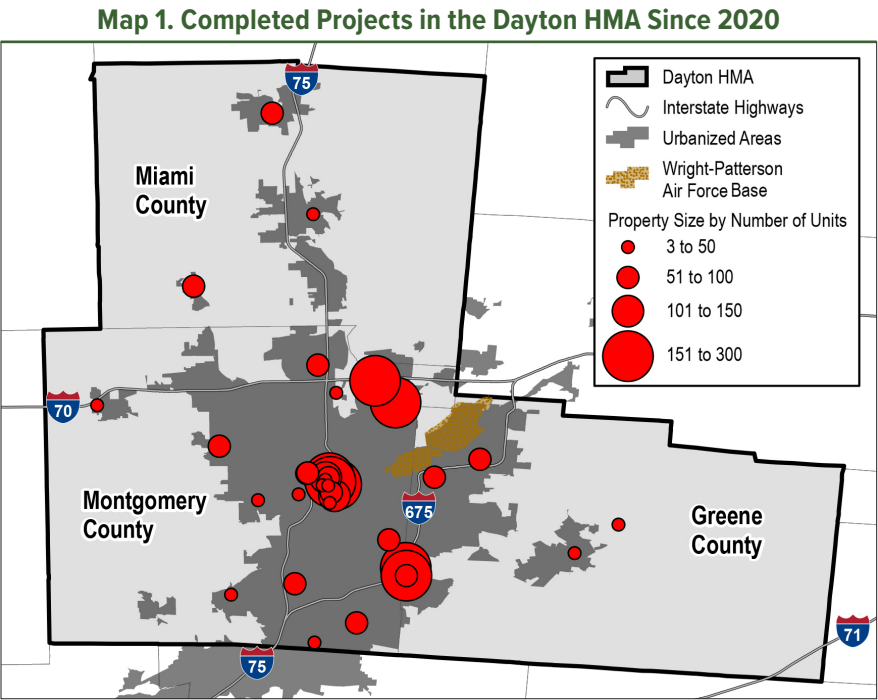 Map 1. Completed Projects in the Dayton HMA Since 2020
75
Dayton HMA
Interstate Highways
Urbanized Areas
Wright-Patterson
Air Force Base
Property Size by Number of Units
3 to 50
51 to 100
101 to 150
151 to 300
Miami
County
70
Montgomery
County
675
Greene
County
71
75